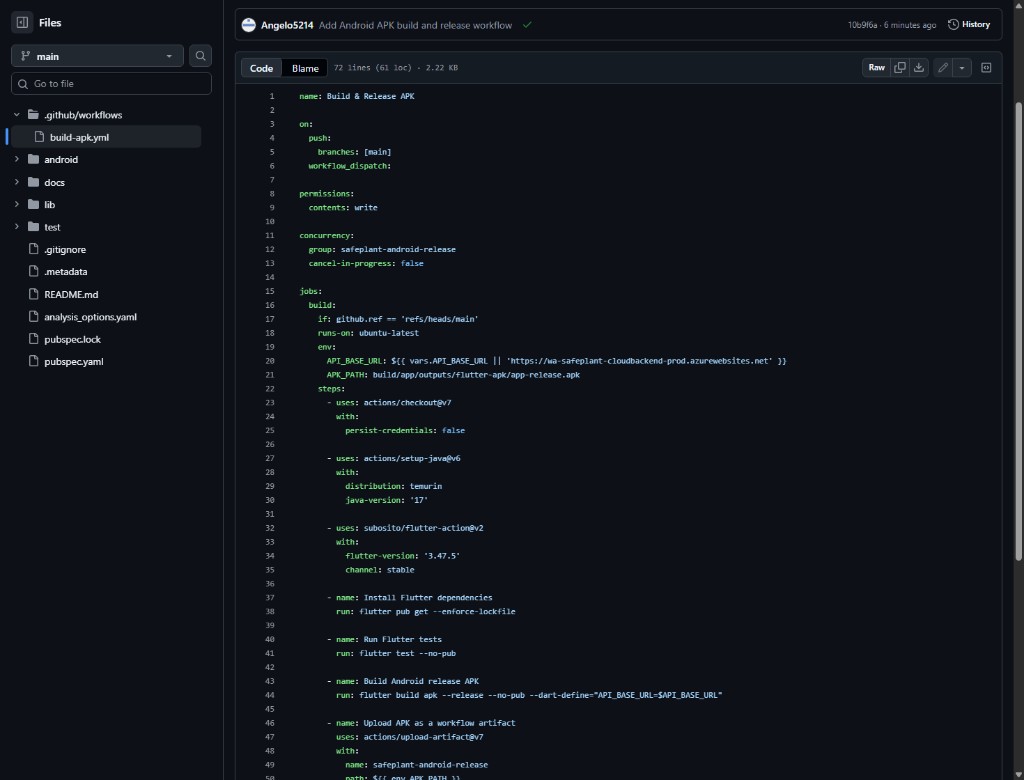 Files
main
Go to file
.github/workflows
build-apk.yml
android
docs
lib
test
.gitignore
.metadata
README.md
analysis_options.yaml
pubspec.lock
pubspec.yaml
Angelo5214 Add Android APK build and release workflow
10b9f6a · 6 minutes ago History
Code Blame 72 lines (61 loc) · 2.22 KB
Raw
1 name: Build & Release APK
2
3 on:
4 push:
5 branches: [main]
6 workflow_dispatch:
7
8 permissions:
9 contents: write
10
11 concurrency:
12 group: safeplant-android-release
13 cancel-in-progress: false
14
15 jobs:
16 build:
17 if: github.ref == 'refs/heads/main'
18 runs-on: ubuntu-latest
19 env:
20 API_BASE_URL: ${{ vars.API_BASE_URL || 'https://wa-safeplant-cloudbackend-prod.azurewebsites.net' }}
21 APK_PATH: build/app/outputs/flutter-apk/app-release.apk
22 steps:
23 - uses: actions/checkout@v7
24 with:
25 persist-credentials: false
26
27 - uses: actions/setup-java@v6
28 with:
29 distribution: temurin
30 java-version: '17'
31
32 - uses: subosito/flutter-action@v2
33 with:
34 flutter-version: '3.47.5'
35 channel: stable
36
37 - name: Install Flutter dependencies
38 run: flutter pub get --enforce-lockfile
39
40 - name: Run Flutter tests
41 run: flutter test --no-pub
42
43 - name: Build Android release APK
44 run: flutter build apk --release --no-pub --dart-define="API_BASE_URL=$API_BASE_URL"
45
46 - name: Upload APK as a workflow artifact
47 uses: actions/upload-artifact@v7
48 with:
49 name: safeplant-android-release
50 path: ${{ env.APK_PATH }}